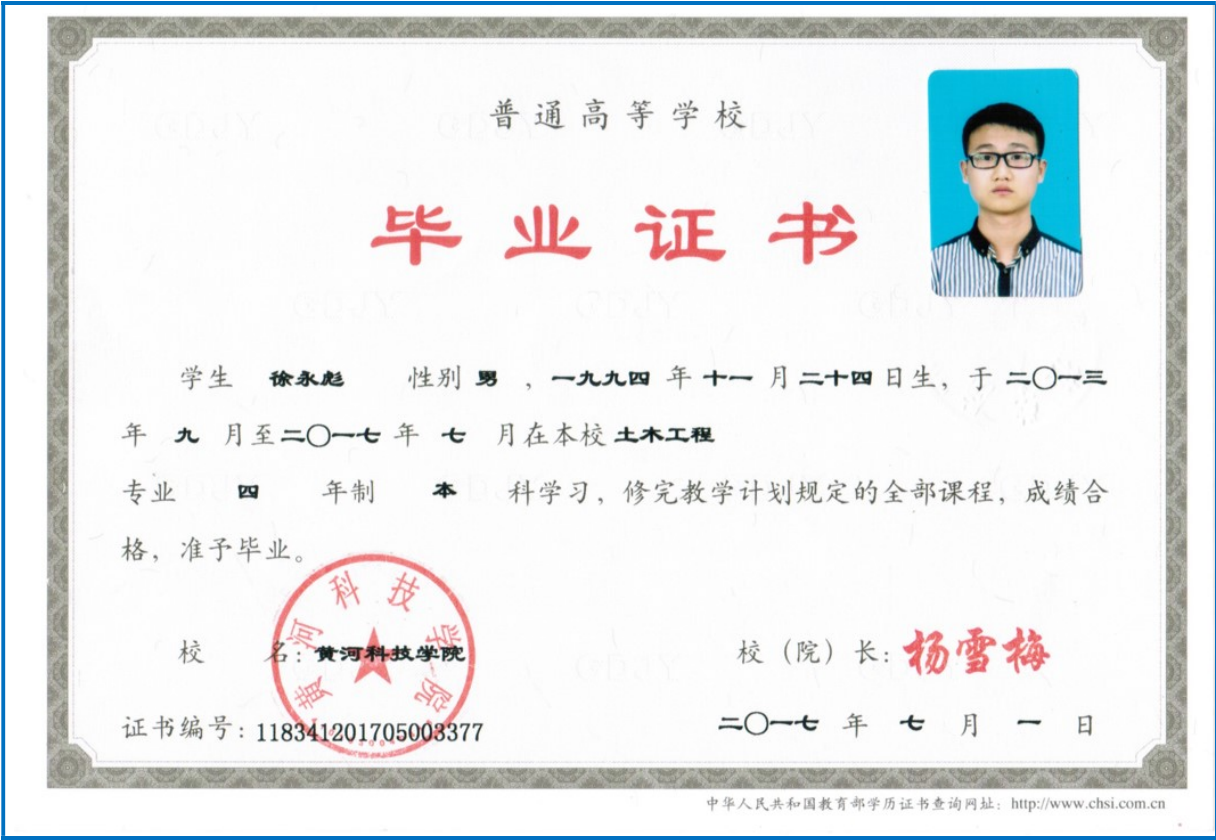 普通高等学校
毕业证书
学生 徐永彪 性别 男 ，一九九四 年 十一 月 二十四 日生，于 二〇一三
年 九 月至 二〇一七 年 七 月在本校 土木工程
专业 四 年制 本 科学习，修完教学计划规定的全部课程，成绩合
格，准予毕业。
黄河科技学院
校 名：黄河科技学院
校（院）长：杨雪梅
证书编号：118341201705003377
二〇一七 年 七 月 一 日
中华人民共和国教育部学历证书查询网址：http://www.chsi.com.cn